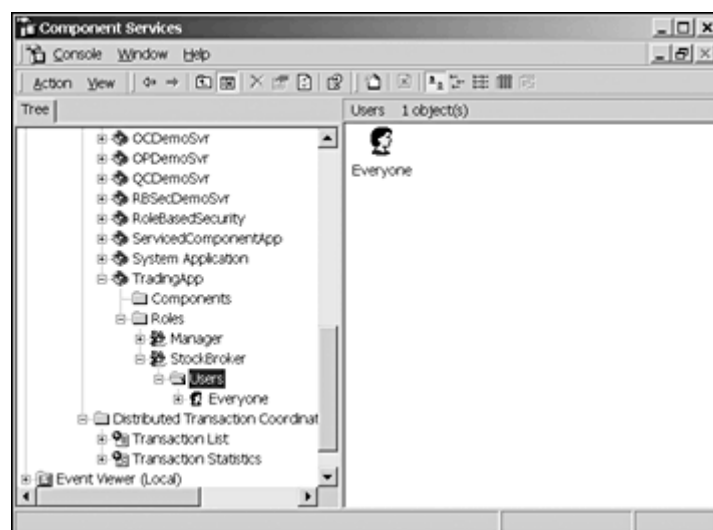 Component Services
Console Window Help
Action View
Tree
Users 1 object(s)
OCDemoSvr
OPDemoSvr
QCDemoSvr
RBSecDemoSvr
RoleBasedSecurity
ServicedComponentApp
System Application
TradingApp
Components
Roles
Manager
StockBroker
Users
Everyone
Distributed Transaction Coordinat
Transaction List
Transaction Statistics
Event Viewer (Local)
Everyone